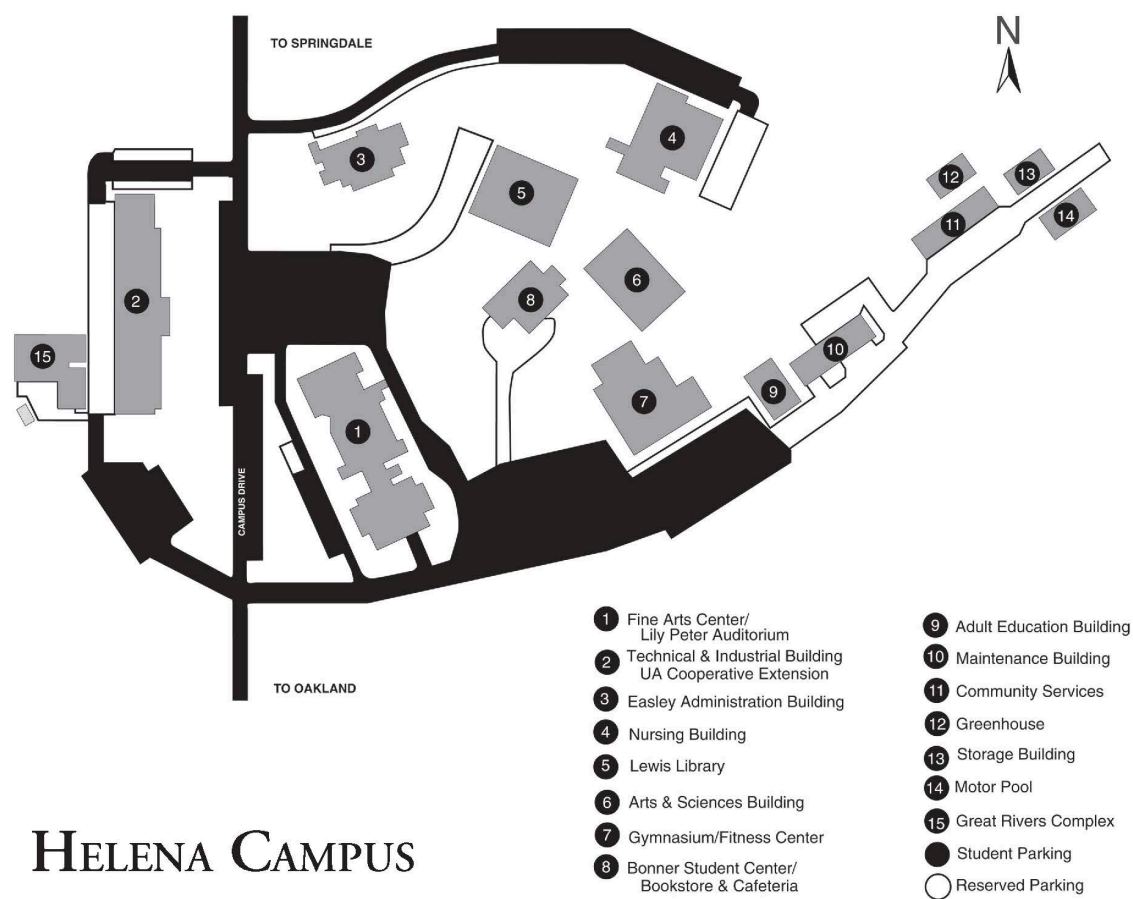 TO SPRINGDALE
N
4
3
12
13
5
14
11
6
2
8
15
10
9
7
1
CAMPUS DRIVE
TO OAKLAND
1 Fine Arts Center/
Lily Peter Auditorium
2 Technical & Industrial Building
UA Cooperative Extension
3 Easley Administration Building
4 Nursing Building
5 Lewis Library
6 Arts & Sciences Building
7 Gymnasium/Fitness Center
8 Bonner Student Center/
Bookstore & Cafeteria
9 Adult Education Building
10 Maintenance Building
11 Community Services
12 Greenhouse
13 Storage Building
14 Motor Pool
15 Great Rivers Complex
Student Parking
Reserved Parking
HELENA CAMPUS